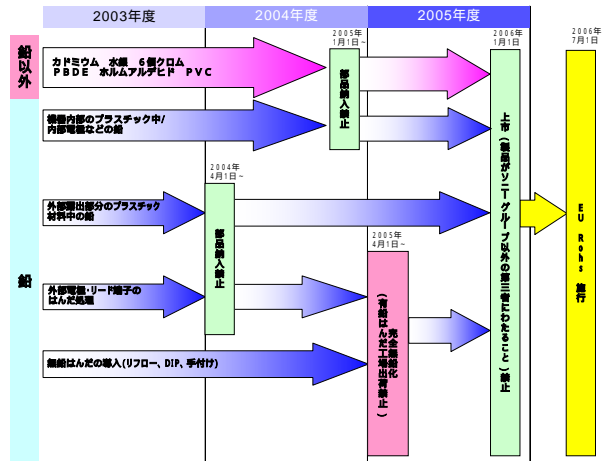 2003年度
2004年度
2005年度
2005年
1月1日~
2006年
1月1日~
2006年
7月1日~
鉛以外
カドミウム 水銀 6価クロム
PBDE ホルムアルデヒド PVC
部品納入禁止
機器内部のプラスチック中/
内部電極などの鉛
2004年
4月1日~
鉛
外部露出部分のプラスチック
材料中の鉛
部品納入禁止
2005年
4月1日~
外部電極・リード端子の
はんだ処理
完全無鉛化
(有鉛はんだ工場出荷禁止)
無鉛はんだの導入(リフロー、DIP、手付け)
上市(製品がソニーグループ以外の第三者にわたること)禁止
EU Rohs 施行